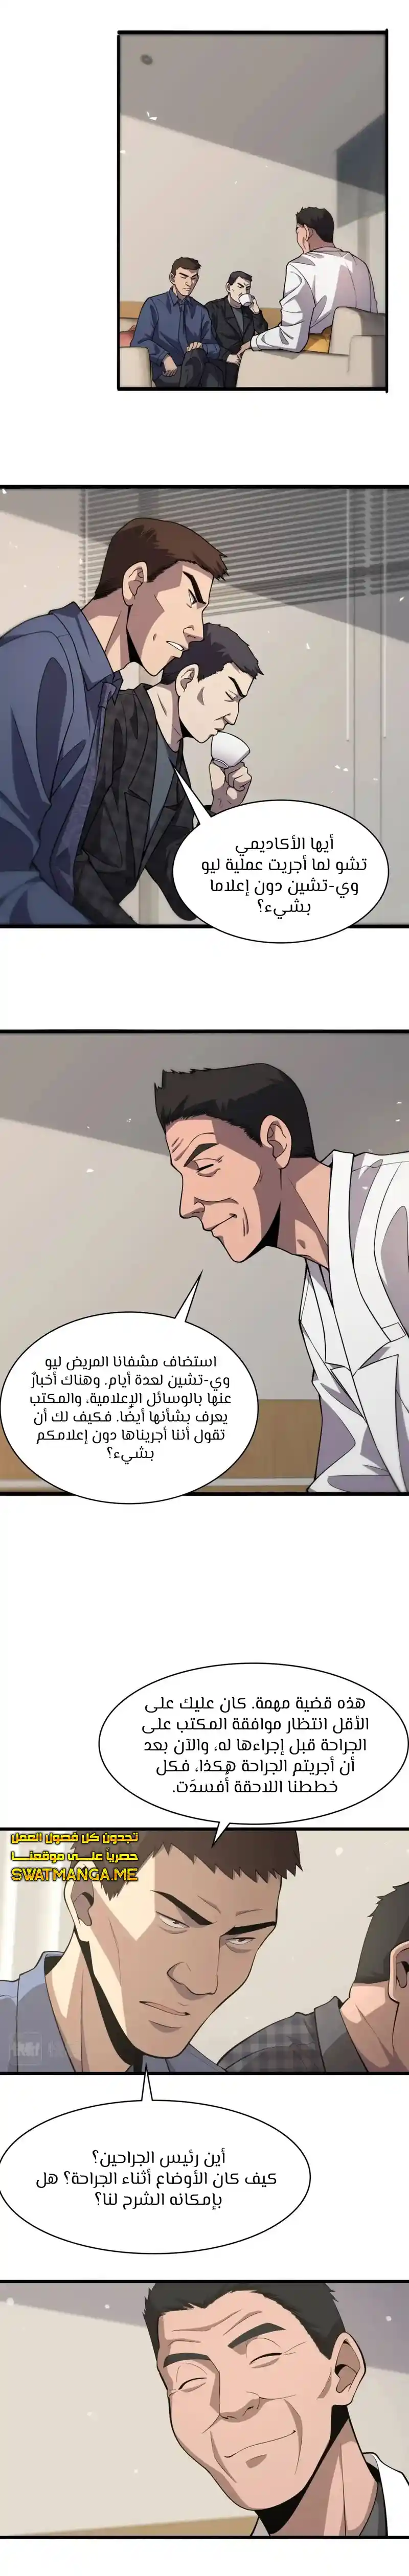 أيها الأكاديمي
تشو لما أجريت عملية ليو
وي-تشين دون إعلاما
بشيء؟
استضاف مشفانا المريض ليو
وي-تشين لعدة أيام. وهناك أخبارٌ
عنها بالوسائل الإعلامية، والمكتب
يعرف بشأنها أيضًا. فكيف لك أن
تقول أننا أجريناها دون إعلامكم
بشيء؟
هذه قضية مهمة. كان عليك على
الأقل انتظار موافقة المكتب على
الجراحة قبل إجراءها له، والآن بعد
أن أجريتم الجراحة هكذا، فكل
خططنا اللاحقة أُفسدَت.
تجدون كل فصول العمل
حصرياً على موقعنا
SWATMANGA.ME
أين رئيس الجراحين؟
كيف كان الأوضاع أثناء الجراحة؟ هل
بإمكانه الشرح لنا؟